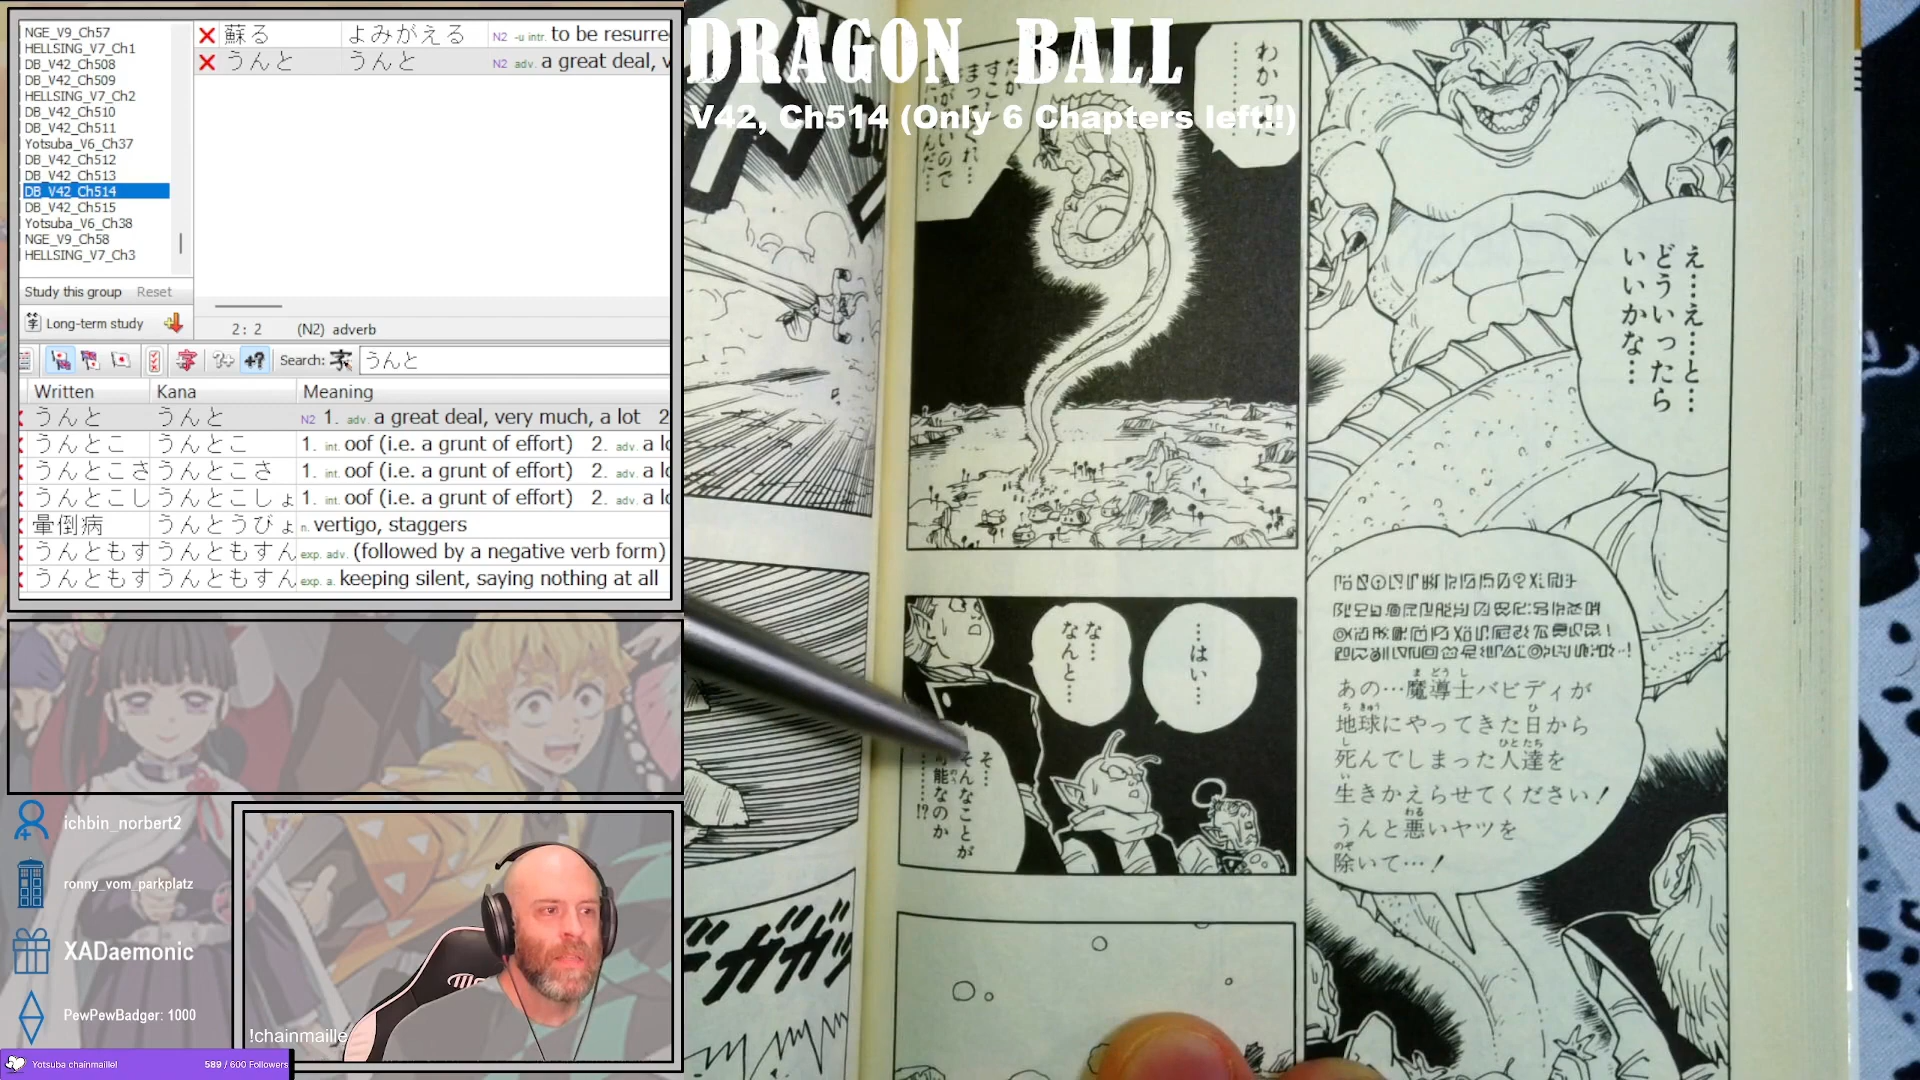 NGE_V9_Ch57
HELLSING_V7_Ch1
DB_V42_Ch508
DB_V42_Ch509
HELLSING_V7_Ch2
DB_V42_Ch510
DB_V42_Ch511
Yotsuba_V6_Ch37
DB_V42_Ch512
DB_V42_Ch513
DB_V42_Ch514
DB_V42_Ch515
Yotsuba_V6_Ch38
NGE_V9_Ch58
HELLSING_V7_Ch3
Study this group Reset
Long-term study
蘇る よみがえる N2 -u intr. to be resurre
うんと うんと N2 adv. a great deal, v
2: 2 (N2) adverb
Search: うんと
Written Kana Meaning
うんと うんと N2 1. adv. a great deal, very much, a lot 2
うんとこ うんとこ 1. int. oof (i.e. a grunt of effort) 2. adv. a lo
うんとこさ うんとこさ 1. int. oof (i.e. a grunt of effort) 2. adv. a lo
うんとこし うんとこしょ 1. int. oof (i.e. a grunt of effort) 2. adv. a lo
暈倒病 うんとうびょ n. vertigo, staggers
うんともす うんともすん exp. adv. (followed by a negative verb form)
うんともす うんともすん exp. a. keeping silent, saying nothing at all
DRAGON BALL
V42, Ch514 (Only 6 Chapters left!!)
え…え…と…
どういったら
いいかな…
あの…魔導士バビディが
地球にやってきた日から
死んでしまった人達を
生きかえらせてください！
うんと悪いヤツを
除いて…！
わかった
……
…はい…
な…
なんと…
そ…
そんなことが
可能なのか
……!?
ichbin_norbert2
ronny_vom_parkplatz
XADaemonic
PewPewBadger: 1000
!chainmaille
Yotsuba chainmaille!
589 / 600 Followers